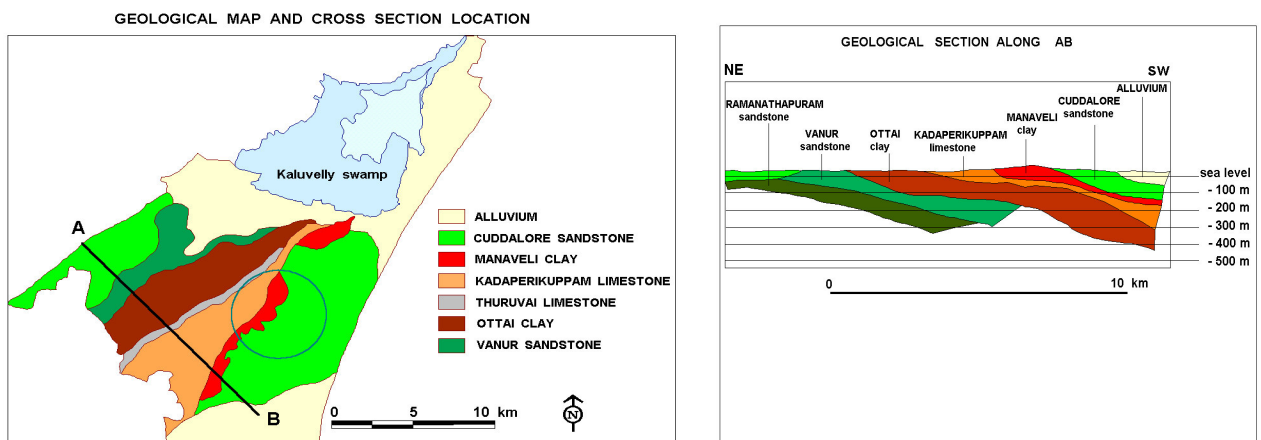 GEOLOGICAL MAP AND CROSS SECTION LOCATION
Kaluvelly swamp
A
B
ALLUVIUM
CUDDALORE SANDSTONE
MANAVELI CLAY
KADAPERIKUPPAM LIMESTONE
THURUVAI LIMESTONE
OTTAI CLAY
VANUR SANDSTONE
0 5 10 km
N
GEOLOGICAL SECTION ALONG AB
NE
SW
RAMANATHAPURAM
sandstone
VANUR
sandstone
OTTAI
clay
KADAPERIKUPPAM
limestone
MANAVELI
clay
CUDDALORE
sandstone
ALLUVIUM
sea level
- 100 m
- 200 m
- 300 m
- 400 m
- 500 m
0 10 km